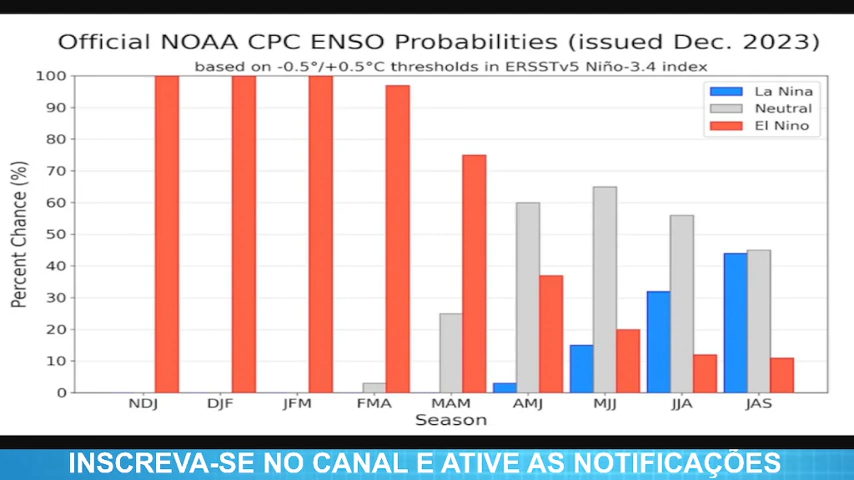 Official NOAA CPC ENSO Probabilities (issued Dec. 2023)
based on -0.5°/+0.5°C thresholds in ERSSTv5 Niño-3.4 index
La Nina
Neutral
El Nino
Percent Chance (%)
100
90
80
70
60
50
40
30
20
10
0
NDJ DJF JFM FMA MAM AMJ MJJ JJA JAS
Season
INSCREVA-SE NO CANAL E ATIVE AS NOTIFICAÇÕES